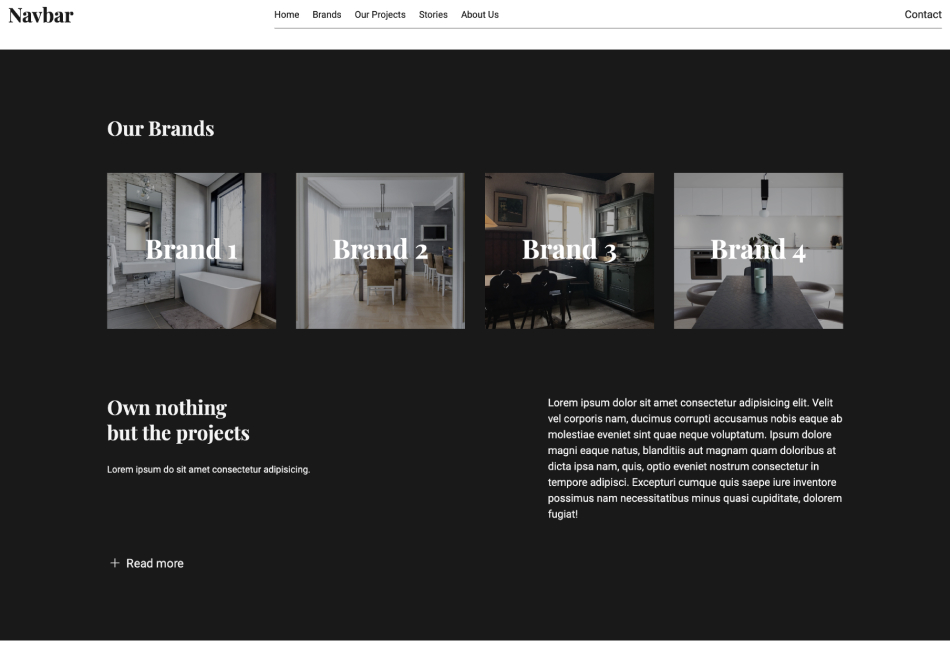 Navbar
Home Brands Our Projects Stories About Us
Contact
Our Brands
Brand 1
Brand 2
Brand 3
Brand 4
Own nothing
but the projects
Lorem ipsum do sit amet consectetur adipisicing.
Read more
Lorem ipsum dolor sit amet consectetur adipisicing elit. Velit
vel corporis nam, ducimus corrupti accusamus nobis eaque ab
molestiae eveniet sint quae neque voluptatum. Ipsum dolore
magni eaque natus, blanditiis aut magnam quam doloribus at
dicta ipsa nam, quis, optio eveniet nostrum consectetur in
tempore adipisci. Excepturi cumque quis saepe iure inventore
possimus nam necessitatibus minus quasi cupiditate, dolorem
fugiat!